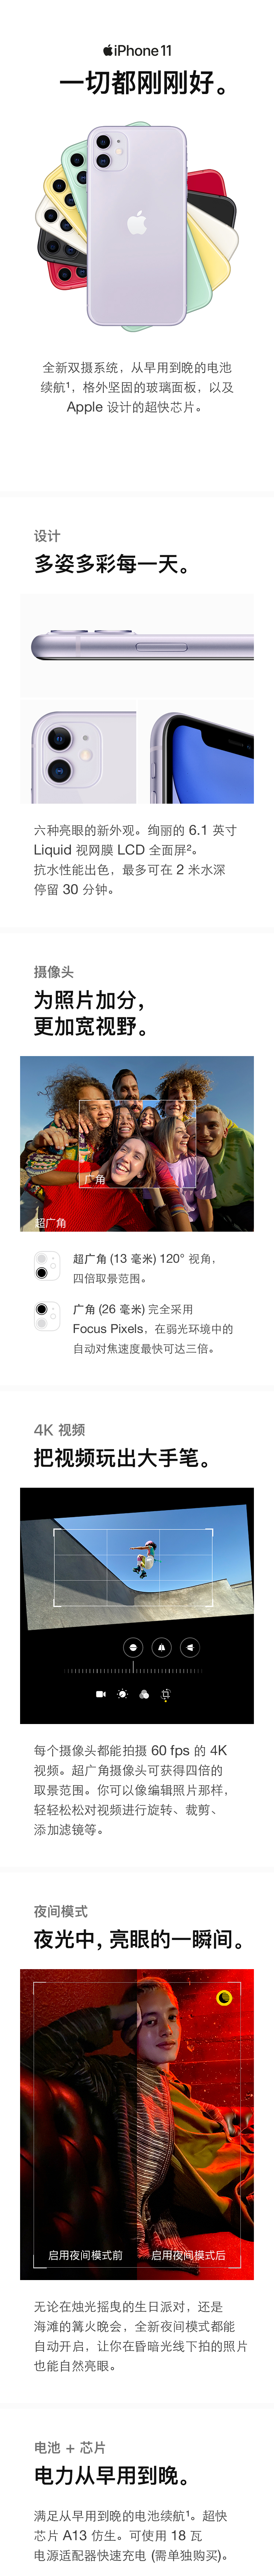 iPhone 11
一切都刚刚好。
全新双摄系统，从早用到晚的电池
续航¹，格外坚固的玻璃面板，以及
Apple 设计的超快芯片。
设计
多姿多彩每一天。
六种亮眼的新外观。绚丽的 6.1 英寸
Liquid 视网膜 LCD 全面屏²。
抗水性能出色，最多可在 2 米水深
停留 30 分钟。
摄像头
为照片加分，
更加宽视野。
广角
超广角
超广角 (13 毫米) 120° 视角，
四倍取景范围。
广角 (26 毫米) 完全采用
Focus Pixels，在弱光环境中的
自动对焦速度最快可达三倍。
4K 视频
把视频玩出大手笔。
每个摄像头都能拍摄 60 fps 的 4K
视频。超广角摄像头可获得四倍的
取景范围。你可以像编辑照片那样，
轻轻松松对视频进行旋转、裁剪、
添加滤镜等。
夜间模式
夜光中，亮眼的一瞬间。
启用夜间模式前
启用夜间模式后
无论在烛光摇曳的生日派对，还是
海滩的篝火晚会，全新夜间模式都能
自动开启，让你在昏暗光线下拍的照片
也能自然亮眼。
电池 + 芯片
电力从早用到晚。
满足从早用到晚的电池续航¹。超快
芯片 A13 仿生。可使用 18 瓦
电源适配器快速充电 (需单独购买)。